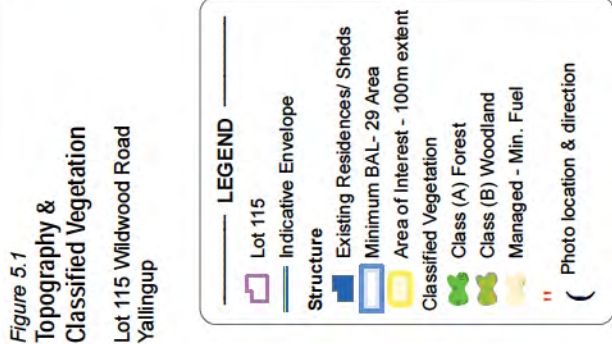 Figure 5.1
Topography &
Classified Vegetation
Lot 115 Wildwood Road
Yallingup
LEGEND
Lot 115
Indicative Envelope
Structure
Existing Residences/ Sheds
Minimum BAL- 29 Area
Area of Interest - 100m extent
Classified Vegetation
Class (A) Forest
Class (B) Woodland
Managed - Min. Fuel
Photo location & direction